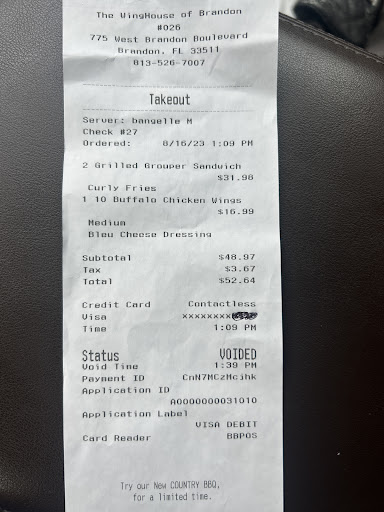 The WingHouse of Brandon
#026
775 West Brandon Boulevard
Brandon, FL 33511
813-526-7007
Takeout
Server: bangelle M
Check #27
Ordered: 8/16/23 1:09 PM
2 Grilled Grouper Sandwich
$31.98
Curly Fries
1 10 Buffalo Chicken Wings
$16.99
Medium
Bleu Cheese Dressing
Subtotal $48.97
Tax $3.67
Total $52.64
Credit Card Contactless
Visa xxxxxxxx
Time 1:09 PM
Status VOIDED
Void Time 1:39 PM
Payment ID CnN7MCzMcihk
Application ID
A0000000031010
Application Label
VISA DEBIT
Card Reader BBPOS
Try our New COUNTRY BBQ,
for a limited time.